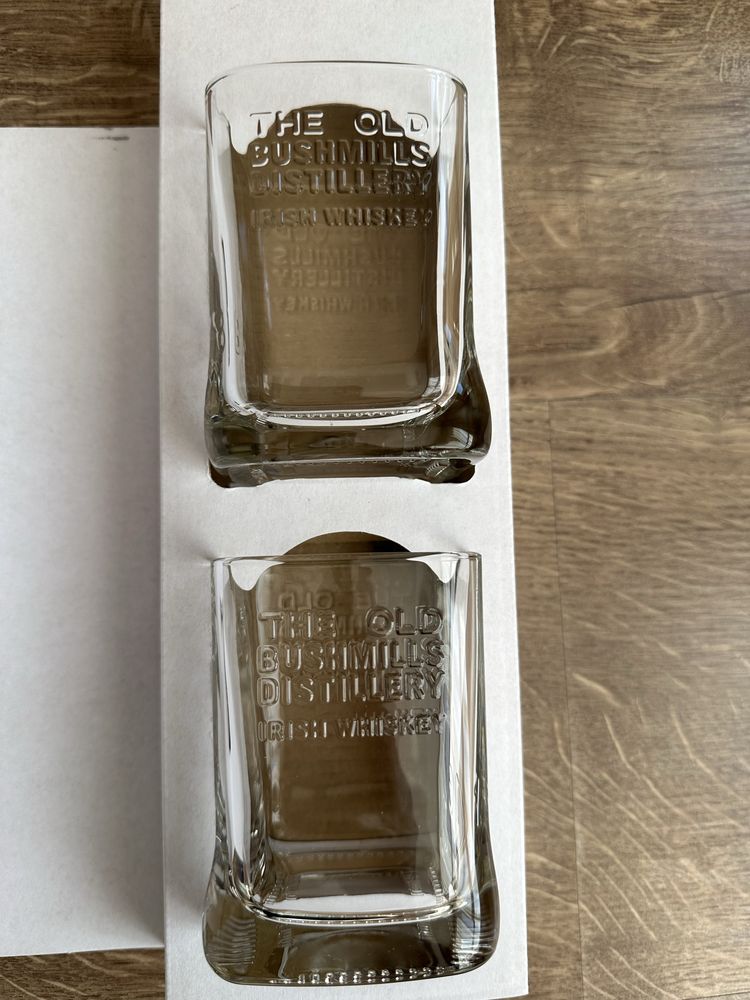 THE OLD
BUSHMILLS
DISTILLERY
IRISH WHISKEY
THE OLD
BUSHMILLS
DISTILLERY
IRISH WHISKEY